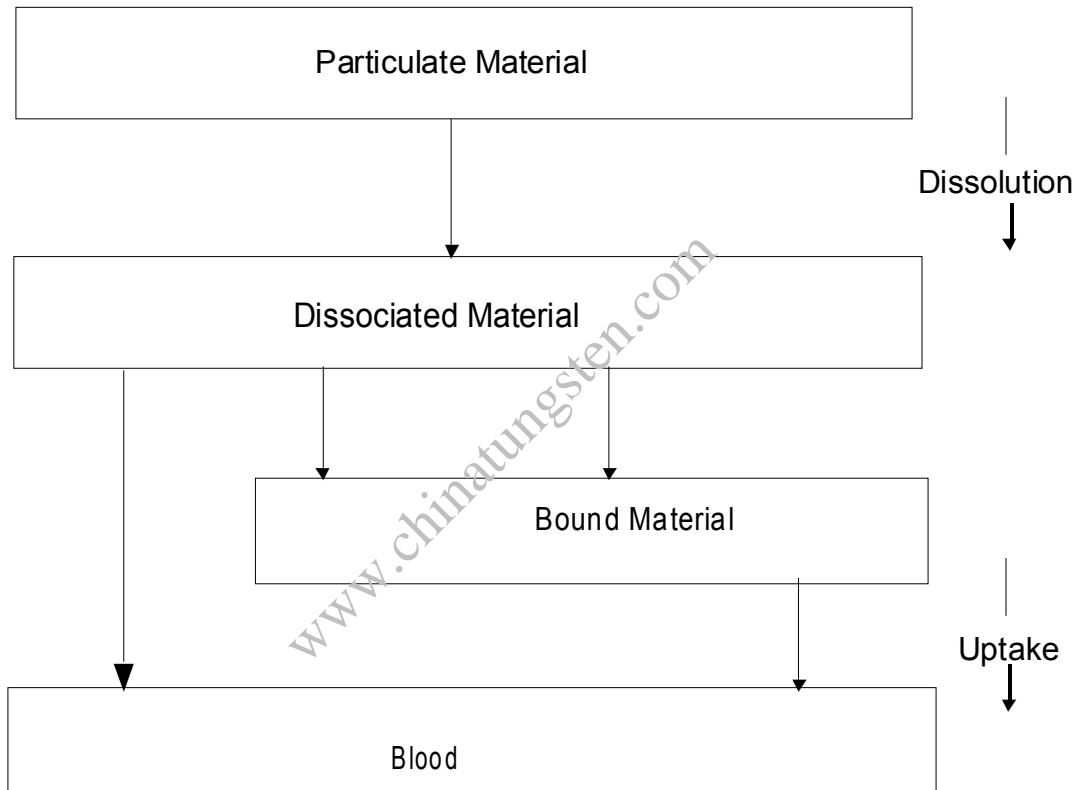 Particulate Material
Dissolution
Dissociated Material
www.chinatungsten.com
Bound Material
Uptake
Blood